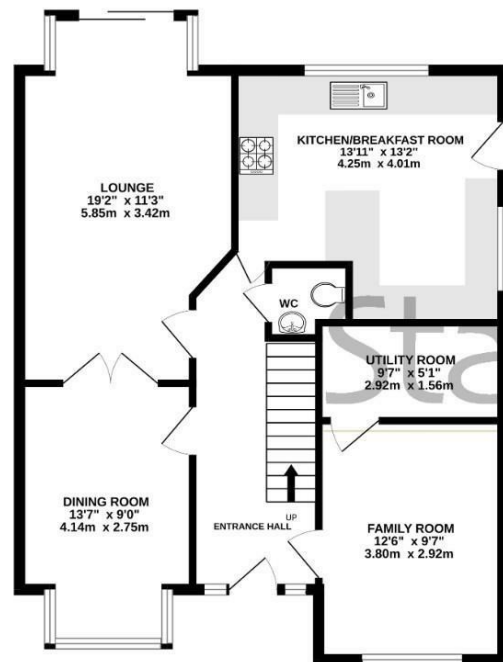 LOUNGE
19'2" x 11'3"
5.85m x 3.42m
KITCHEN/BREAKFAST ROOM
13'11" x 13'2"
4.25m x 4.01m
WC
Sta
UTILITY ROOM
9'7" x 5'1"
2.92m x 1.56m
DINING ROOM
13'7" x 9'0"
4.14m x 2.75m
UP
ENTRANCE HALL
FAMILY ROOM
12'6" x 9'7"
3.80m x 2.92m